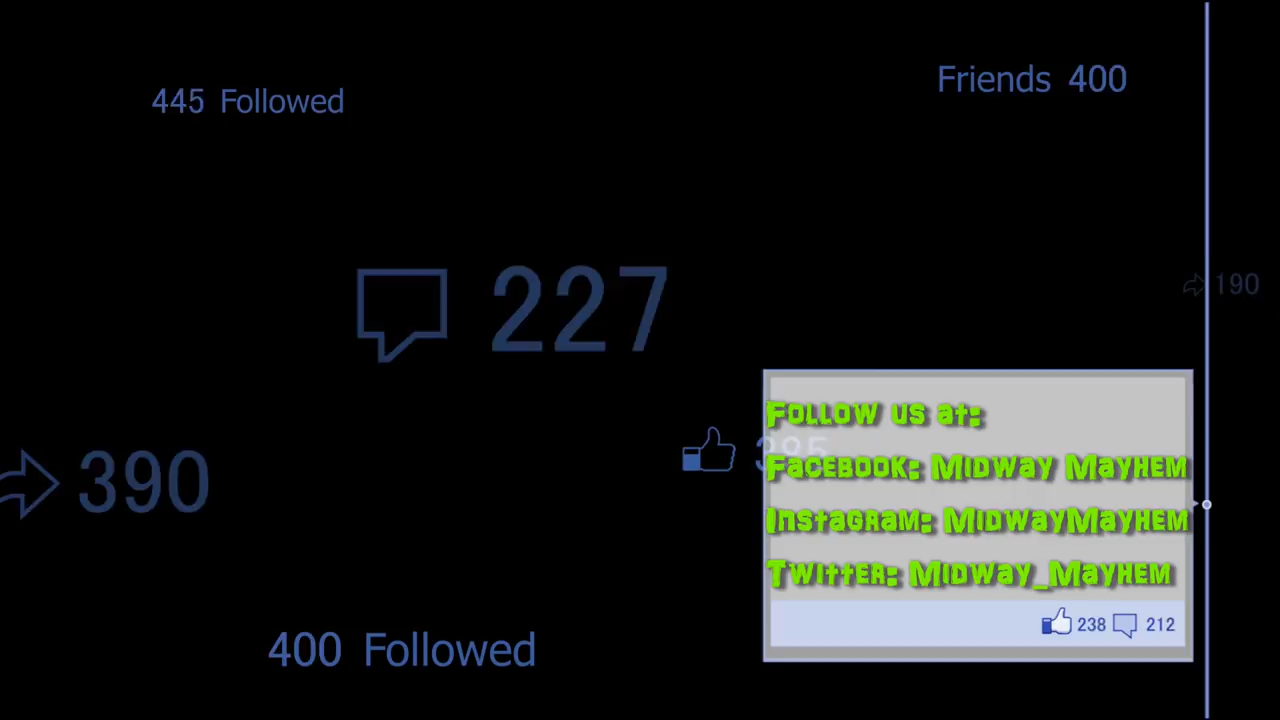 Friends 400
445 Followed
227
190
385
Follow us at:
Facebook: Midway Mayhem
Instagram: MidwayMayhem
Twitter: Midway_Mayhem
390
238 212
400 Followed